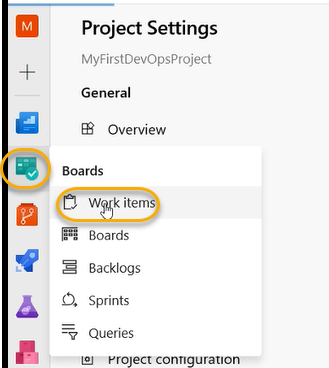 M
Project Settings
MyFirstDevOpsProject
General
Overview
Boards
Work items
Boards
Backlogs
Sprints
Queries
Project configuration